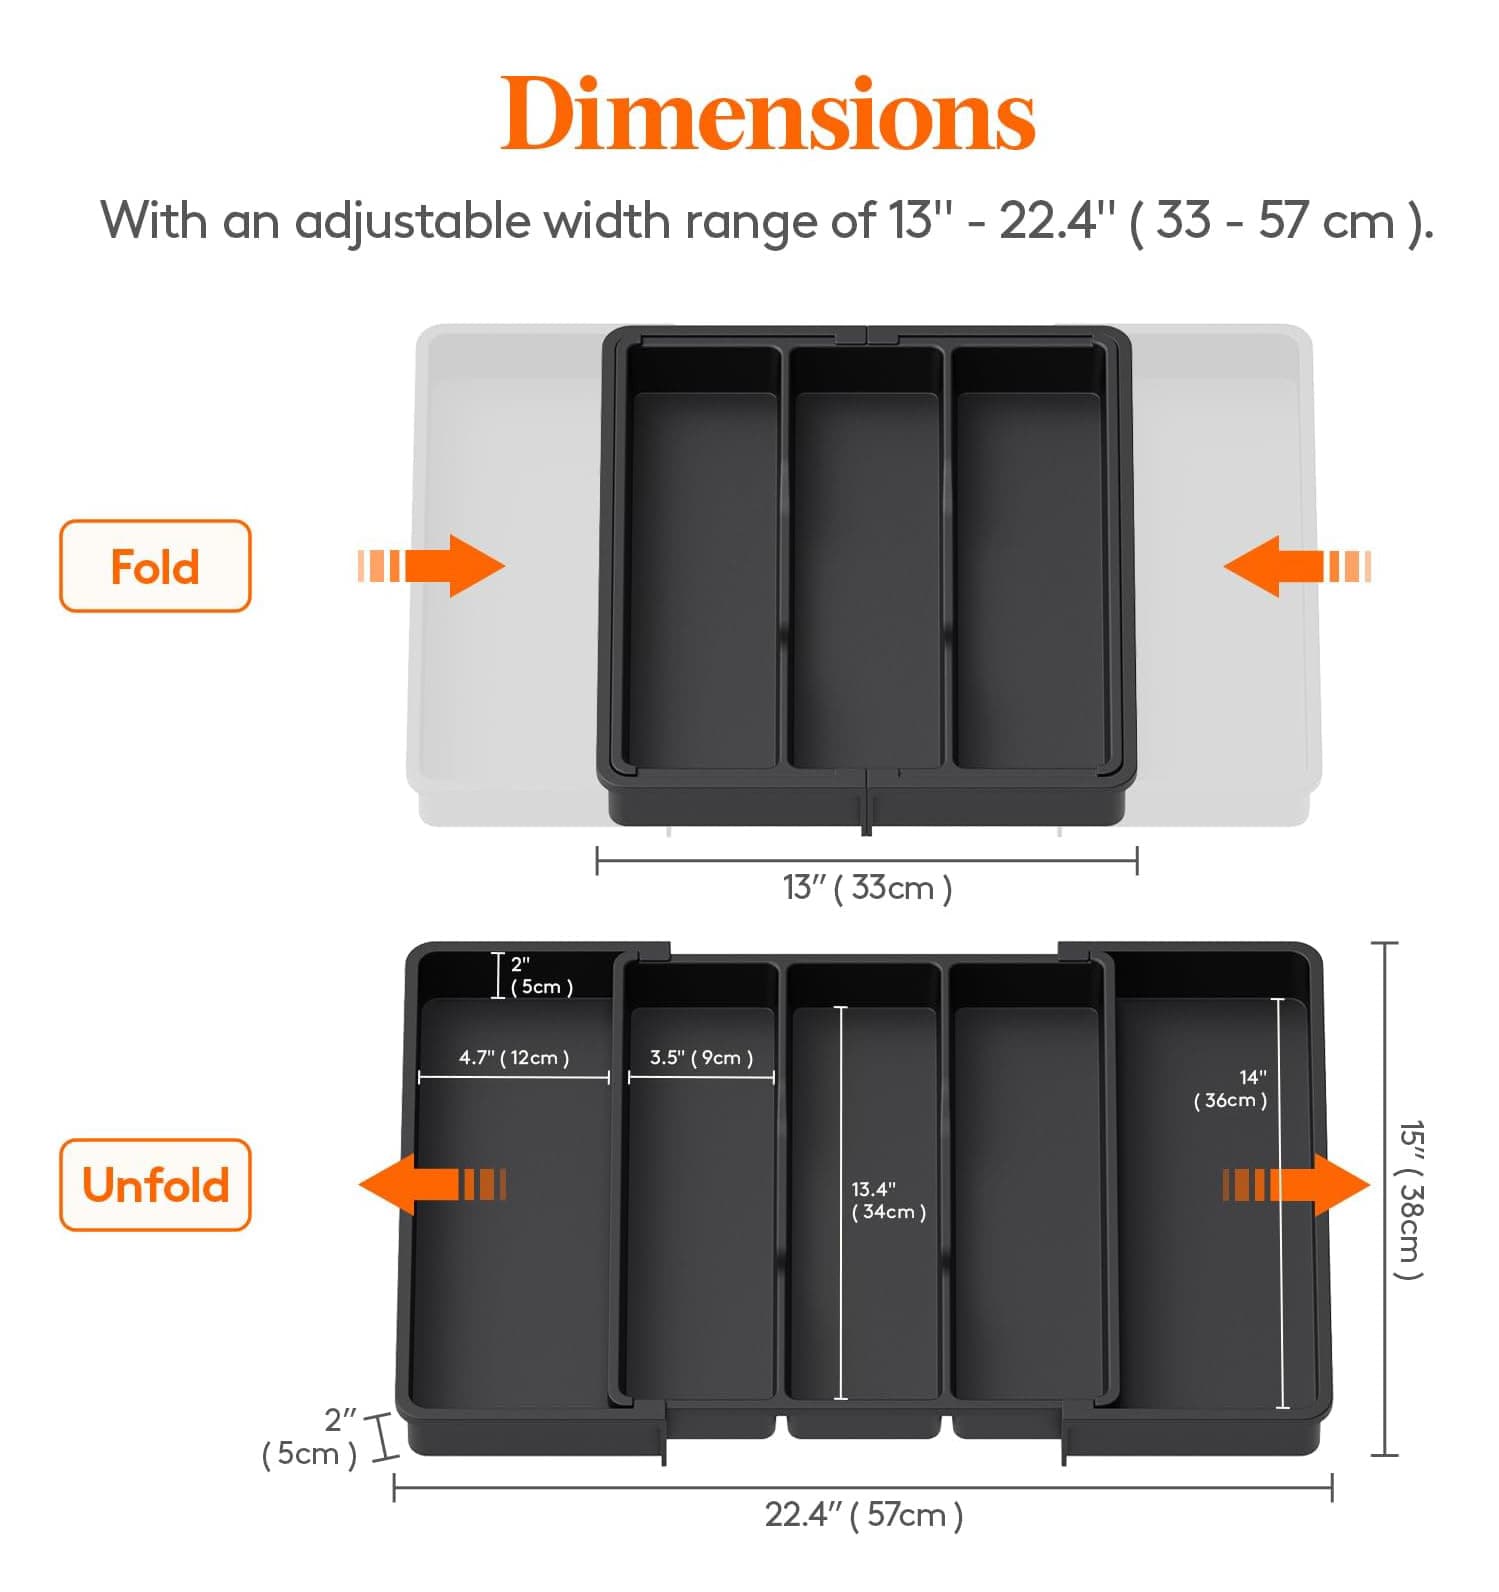 Dimensions
With an adjustable width range of 13" - 22.4" ( 33 - 57 cm ).
Fold
13″ ( 33cm )
2"
( 5cm )
4.7" ( 12cm )
3.5" ( 9cm )
14"
( 36cm )
13.4"
( 34cm )
15″ ( 38cm )
Unfold
2″
( 5cm )
22.4″ ( 57cm )